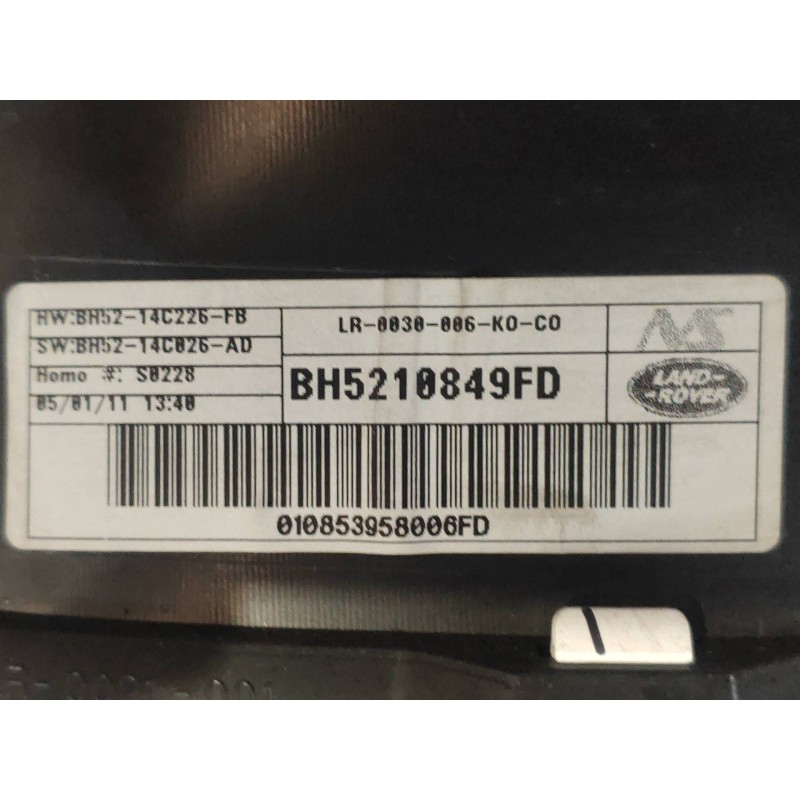 HW:BH52-14C226-FB
SW:BH52-14C026-AD
Homo #: S0228
05/01/11 13:40
LR-0030-006-KO-CO
BH5210849FD
LAND-
-ROVER
010853958006FD